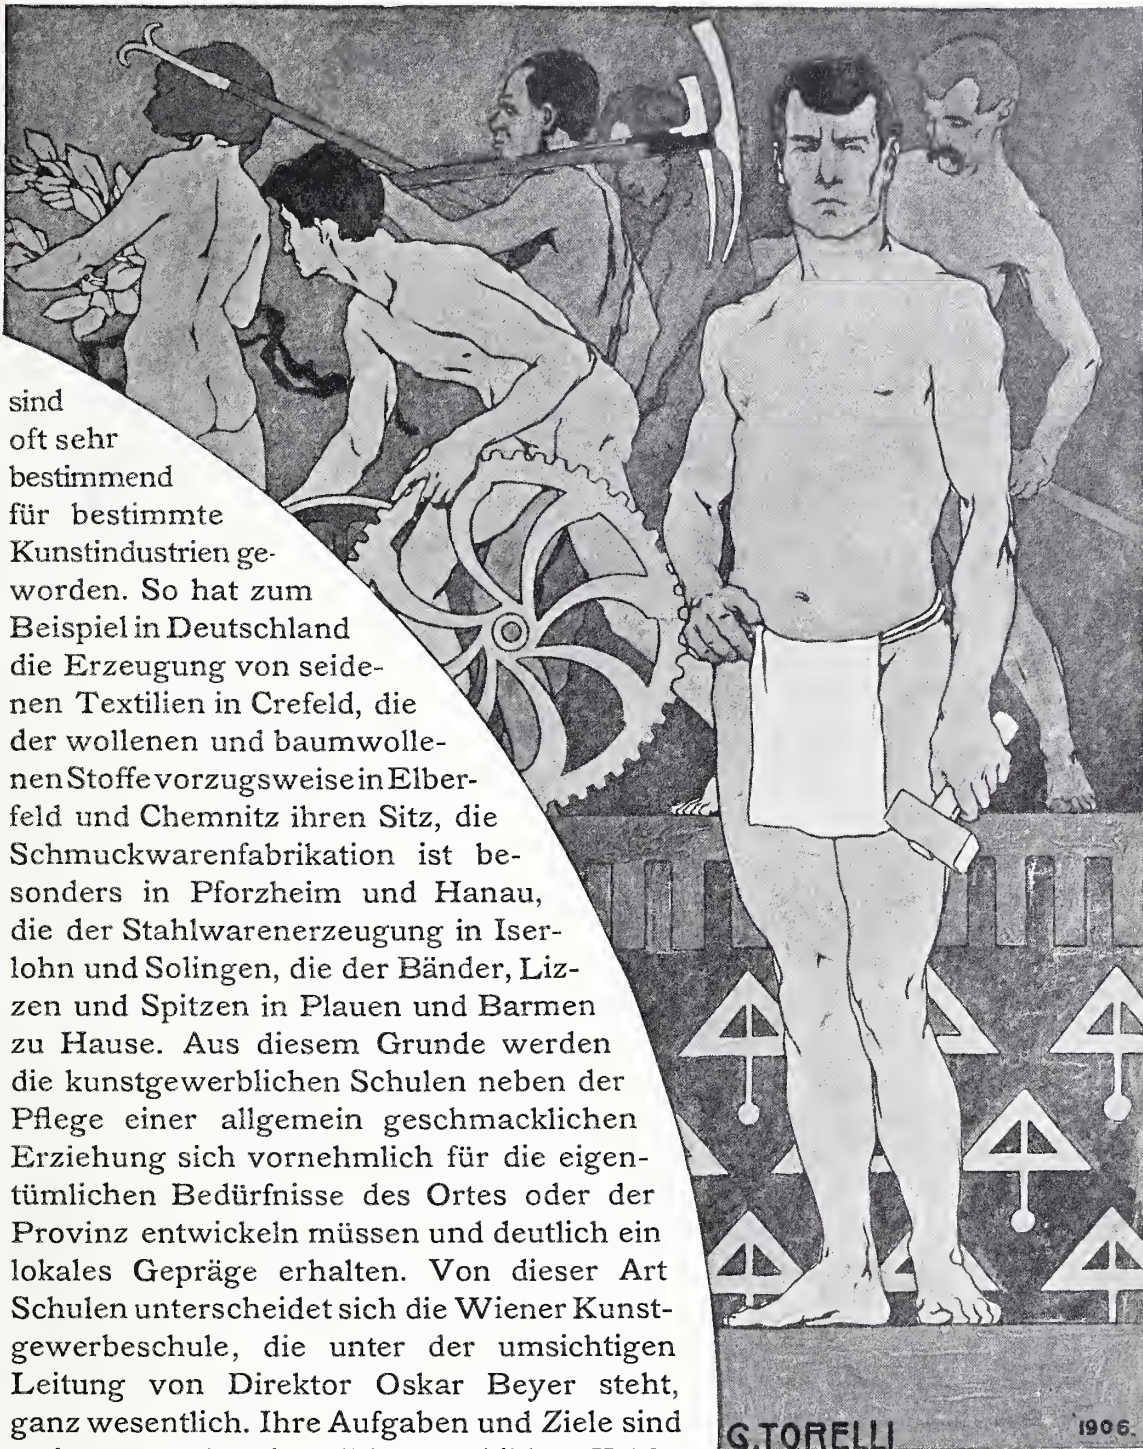 sind
oft sehr
bestimmend
für bestimmte
Kunstindustrien ge-
worden. So hat zum
Beispiel in Deutschland
die Erzeugung von seide-
nen Textilien in Crefeld, die
der wollenen und baumwolle-
nen Stoffe vorzugsweise in Elber-
feld und Chemnitz ihren Sitz, die
Schmuckwarenfabrikation ist be-
sonders in Pforzheim und Hanau,
die der Stahlwarenerzeugung in Iser-
lohn und Solingen, die der Bänder, Liz-
zen und Spitzen in Plauen und Barmen
zu Hause. Aus diesem Grunde werden
die kunstgewerblichen Schulen neben der
Pflege einer allgemein geschmacklichen
Erziehung sich vornehmlich für die eigen-
tümlichen Bedürfnisse des Ortes oder der
Provinz entwickeln müssen und deutlich ein
lokales Gepräge erhalten. Von dieser Art
Schulen unterscheidet sich die Wiener Kunst-
gewerbeschule, die unter der umsichtigen
Leitung von Direktor Oskar Beyer steht,
ganz wesentlich. Ihre Aufgaben und Ziele sind
G. TORELLI 1906.